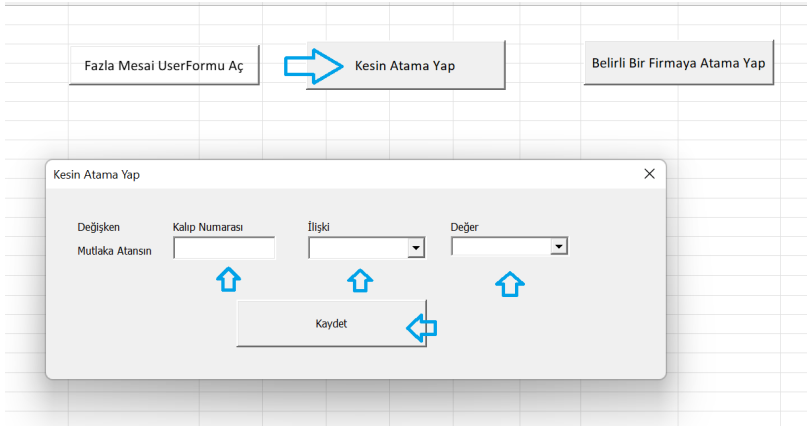 Fazla Mesai UserFormu Aç
Kesin Atama Yap
Belirli Bir Firmaya Atama Yap
Kesin Atama Yap
Değişken Kalıp Numarası İlişki Değer
Mutlaka Atansın
Kaydet